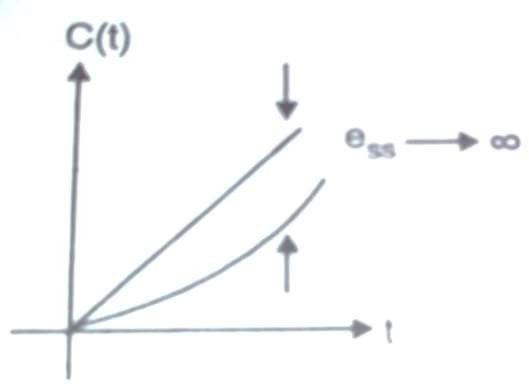 C(t)
e_ss → ∞
t